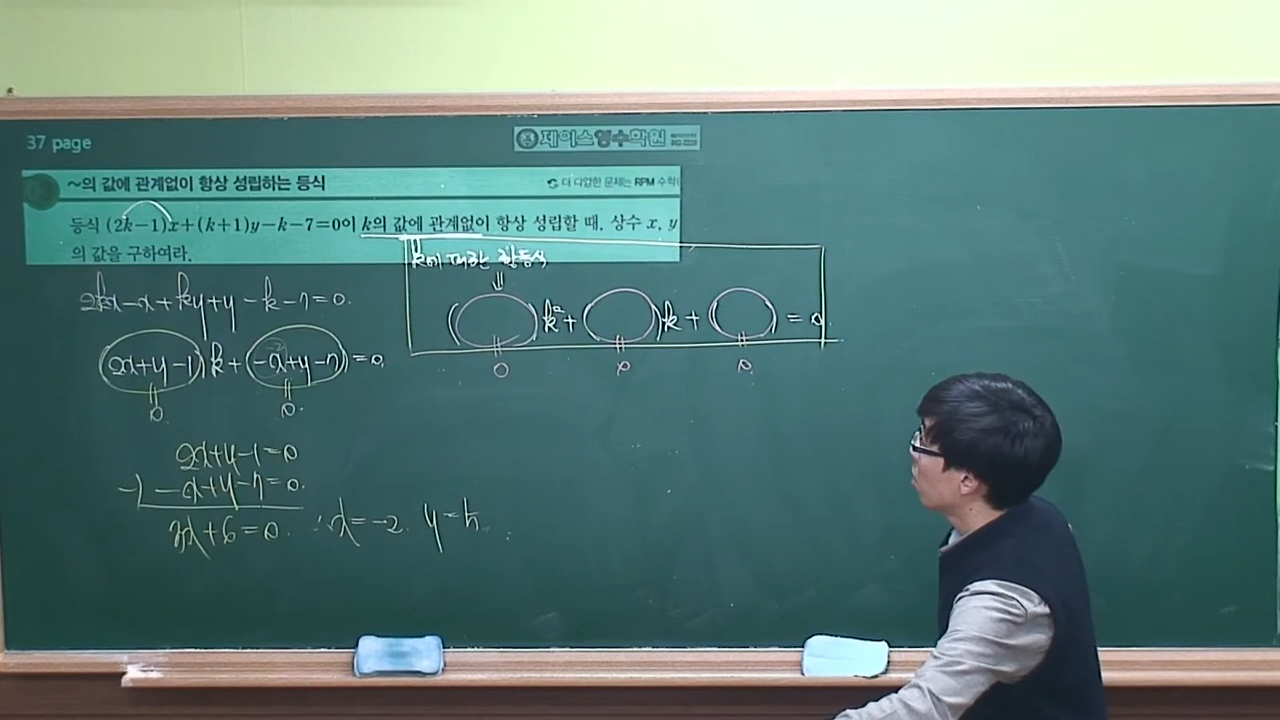 37 page
제이스영수학원
~의 값에 관계없이 항상 성립하는 등식
더 다양한 문제는 RPM 수학
등식 (2k-1)x+(k+1)y-k-7=0이 k의 값에 관계없이 항상 성립할 때, 상수 x, y
의 값을 구하여라.
k에 대한 항등식
2kx-x+ky+y-k-7=0.
( )k²+( )k+( )=0
0 0 0
(2x+y-1)k+(-x+y-7)=0.
0. 0.
2x+y-1=0
-) -x+y-7=0.
3x+6=0. ∴x=-2. y=5.